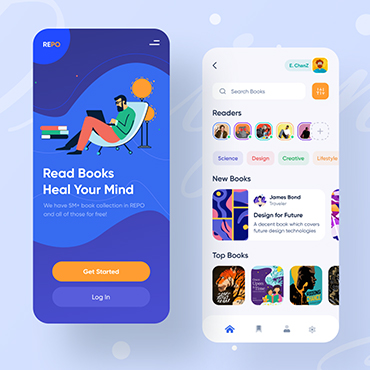 REPO
Read Books
Heal Your Mind
We have 5M+ book collection in REPO
and all of those for free!
Get Started
Log In
E. ChenZ
Search Books
Readers
Science
Design
Creative
Lifestyle
New Books
James Bond
Traveler
Design for Future
A decent book which covers
future design technologies
Top Books